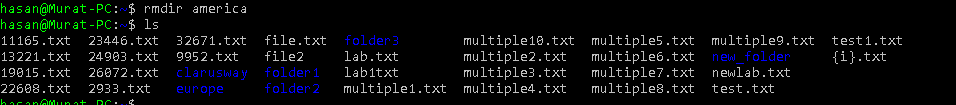 hasan@Murat-PC:~$ rmdir america
hasan@Murat-PC:~$ ls
11165.txt 23446.txt 32671.txt file.txt folder3 multiple10.txt multiple5.txt multiple9.txt test1.txt
13221.txt 24903.txt 9952.txt file2 lab.txt multiple2.txt multiple6.txt new_folder {i}.txt
19015.txt 26072.txt clarusway folder1 lab1txt multiple3.txt multiple7.txt newlab.txt
22608.txt 2933.txt europe folder2 multiple1.txt multiple4.txt multiple8.txt test.txt
hasan@Murat-PC:~$